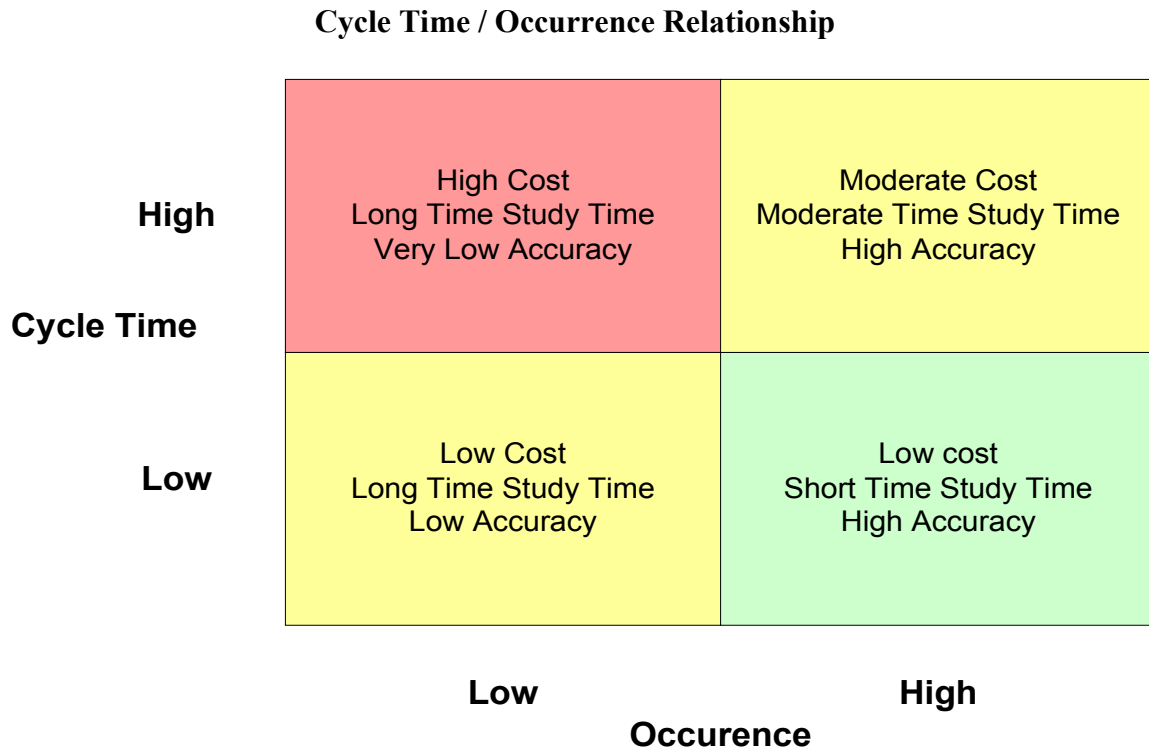 Cycle Time / Occurrence Relationship
High Cost
Long Time Study Time
Very Low Accuracy
Moderate Cost
Moderate Time Study Time
High Accuracy
High
Cycle Time
Low Cost
Long Time Study Time
Low Accuracy
Low cost
Short Time Study Time
High Accuracy
Low
Low
High
Occurence